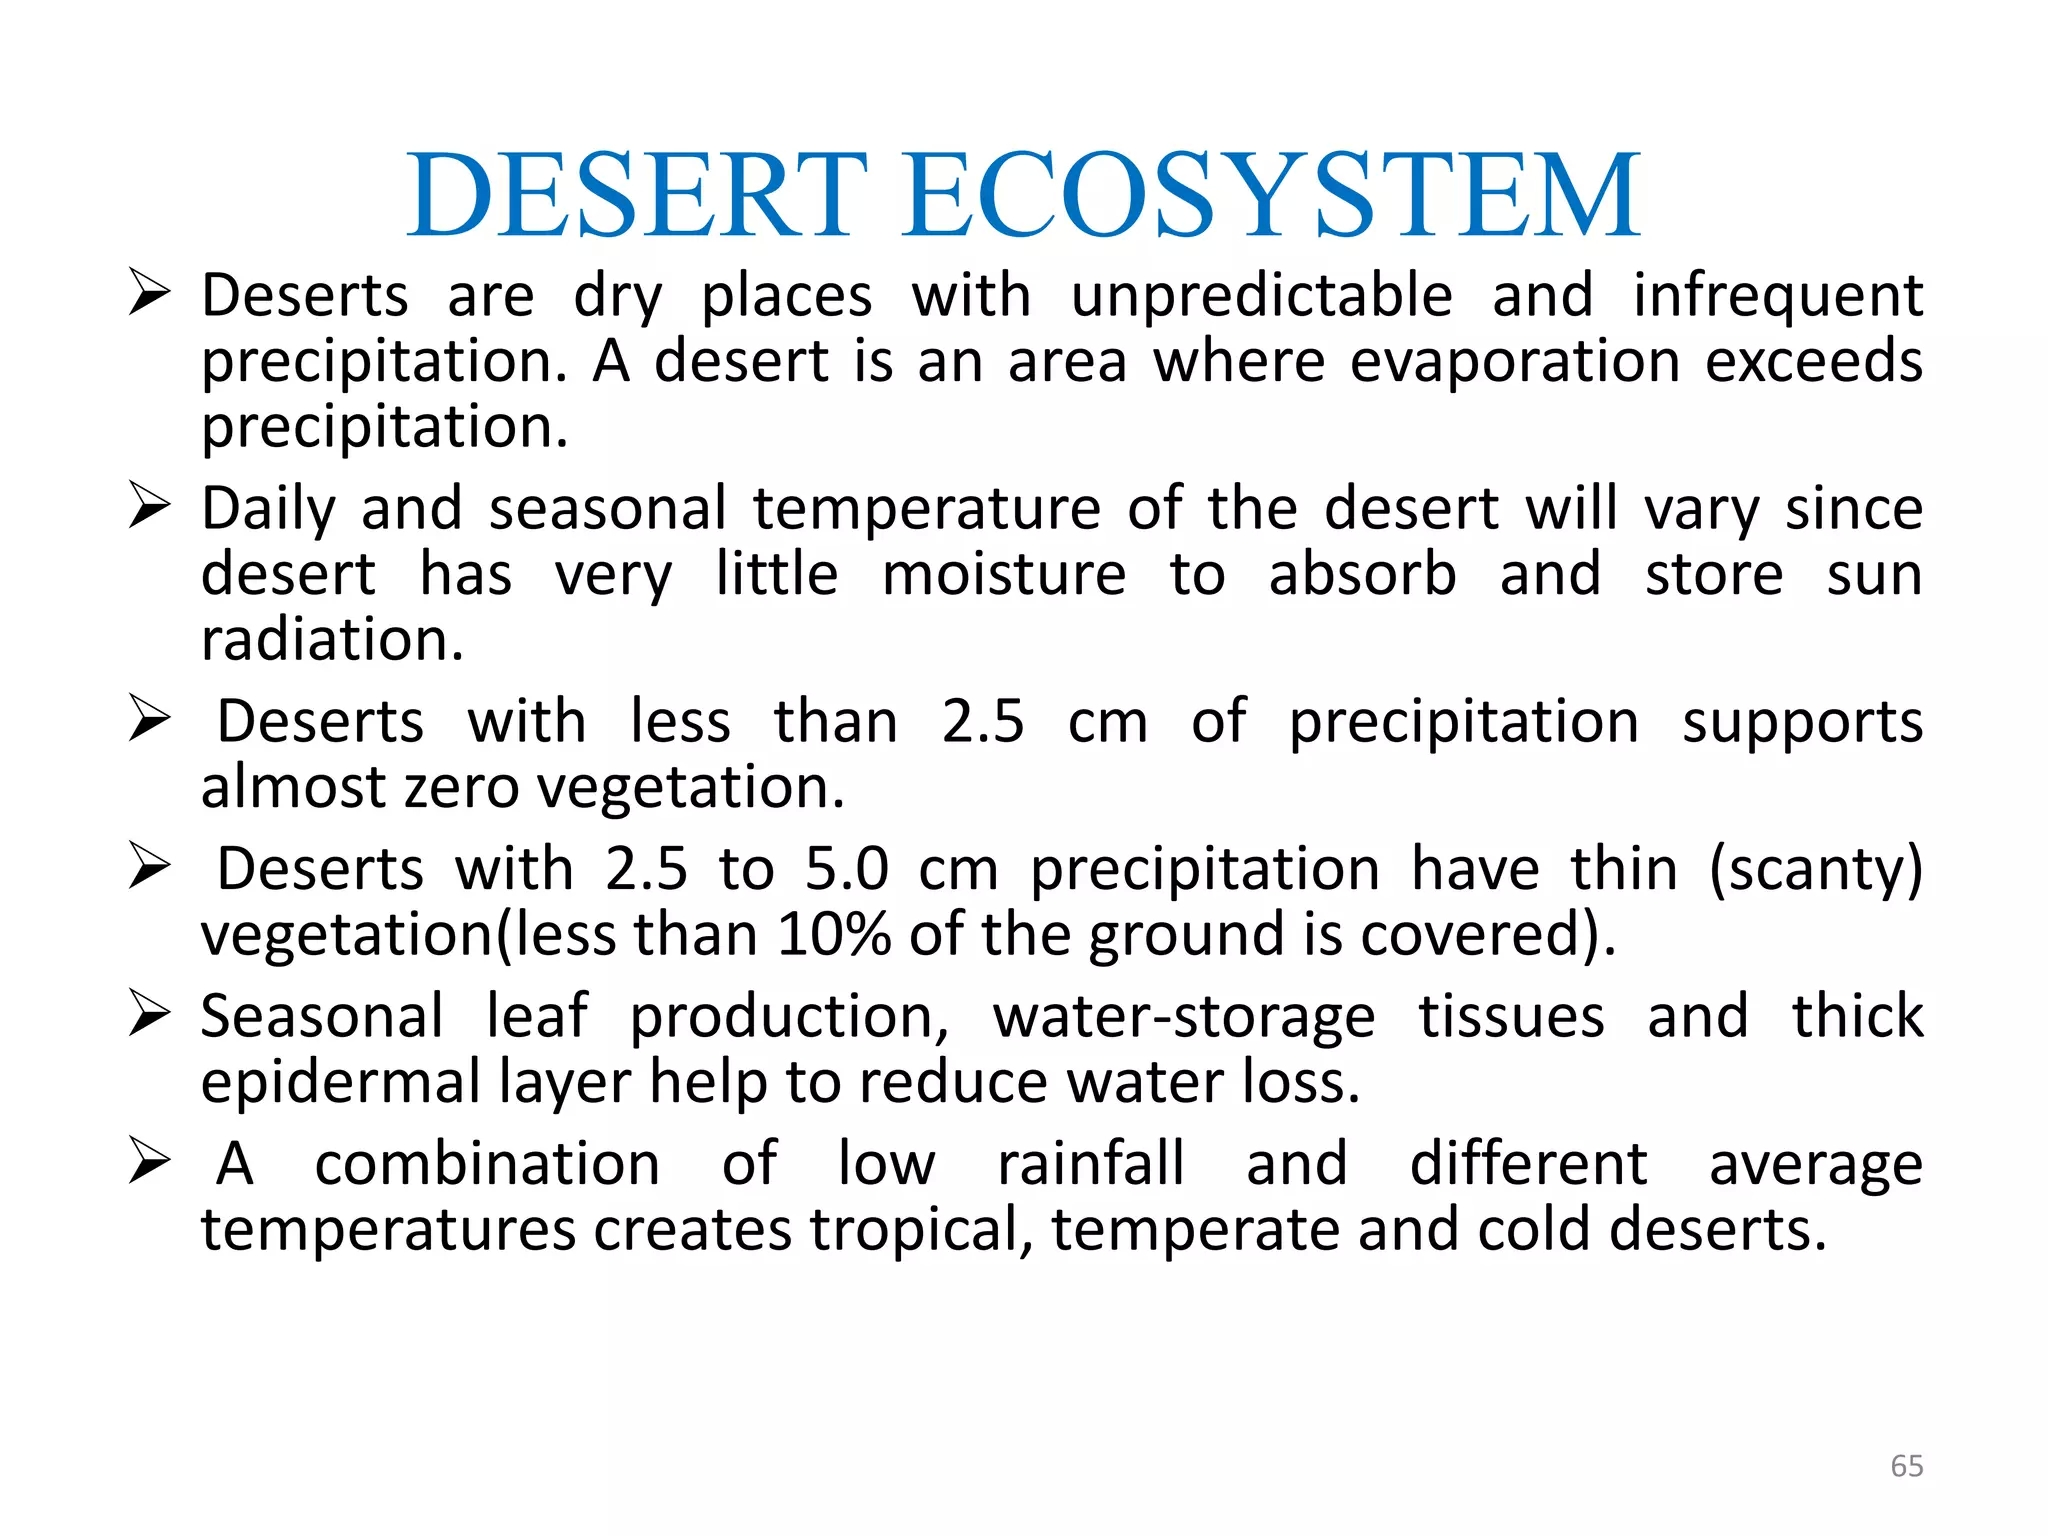 DESERT ECOSYSTEM
➢ Deserts are dry places with unpredictable and infrequent
precipitation. A desert is an area where evaporation exceeds
precipitation.
➢ Daily and seasonal temperature of the desert will vary since
desert has very little moisture to absorb and store sun
radiation.
➢ Deserts with less than 2.5 cm of precipitation supports
almost zero vegetation.
➢ Deserts with 2.5 to 5.0 cm precipitation have thin (scanty)
vegetation(less than 10% of the ground is covered).
➢ Seasonal leaf production, water-storage tissues and thick
epidermal layer help to reduce water loss.
➢ A combination of low rainfall and different average
temperatures creates tropical, temperate and cold deserts.
65